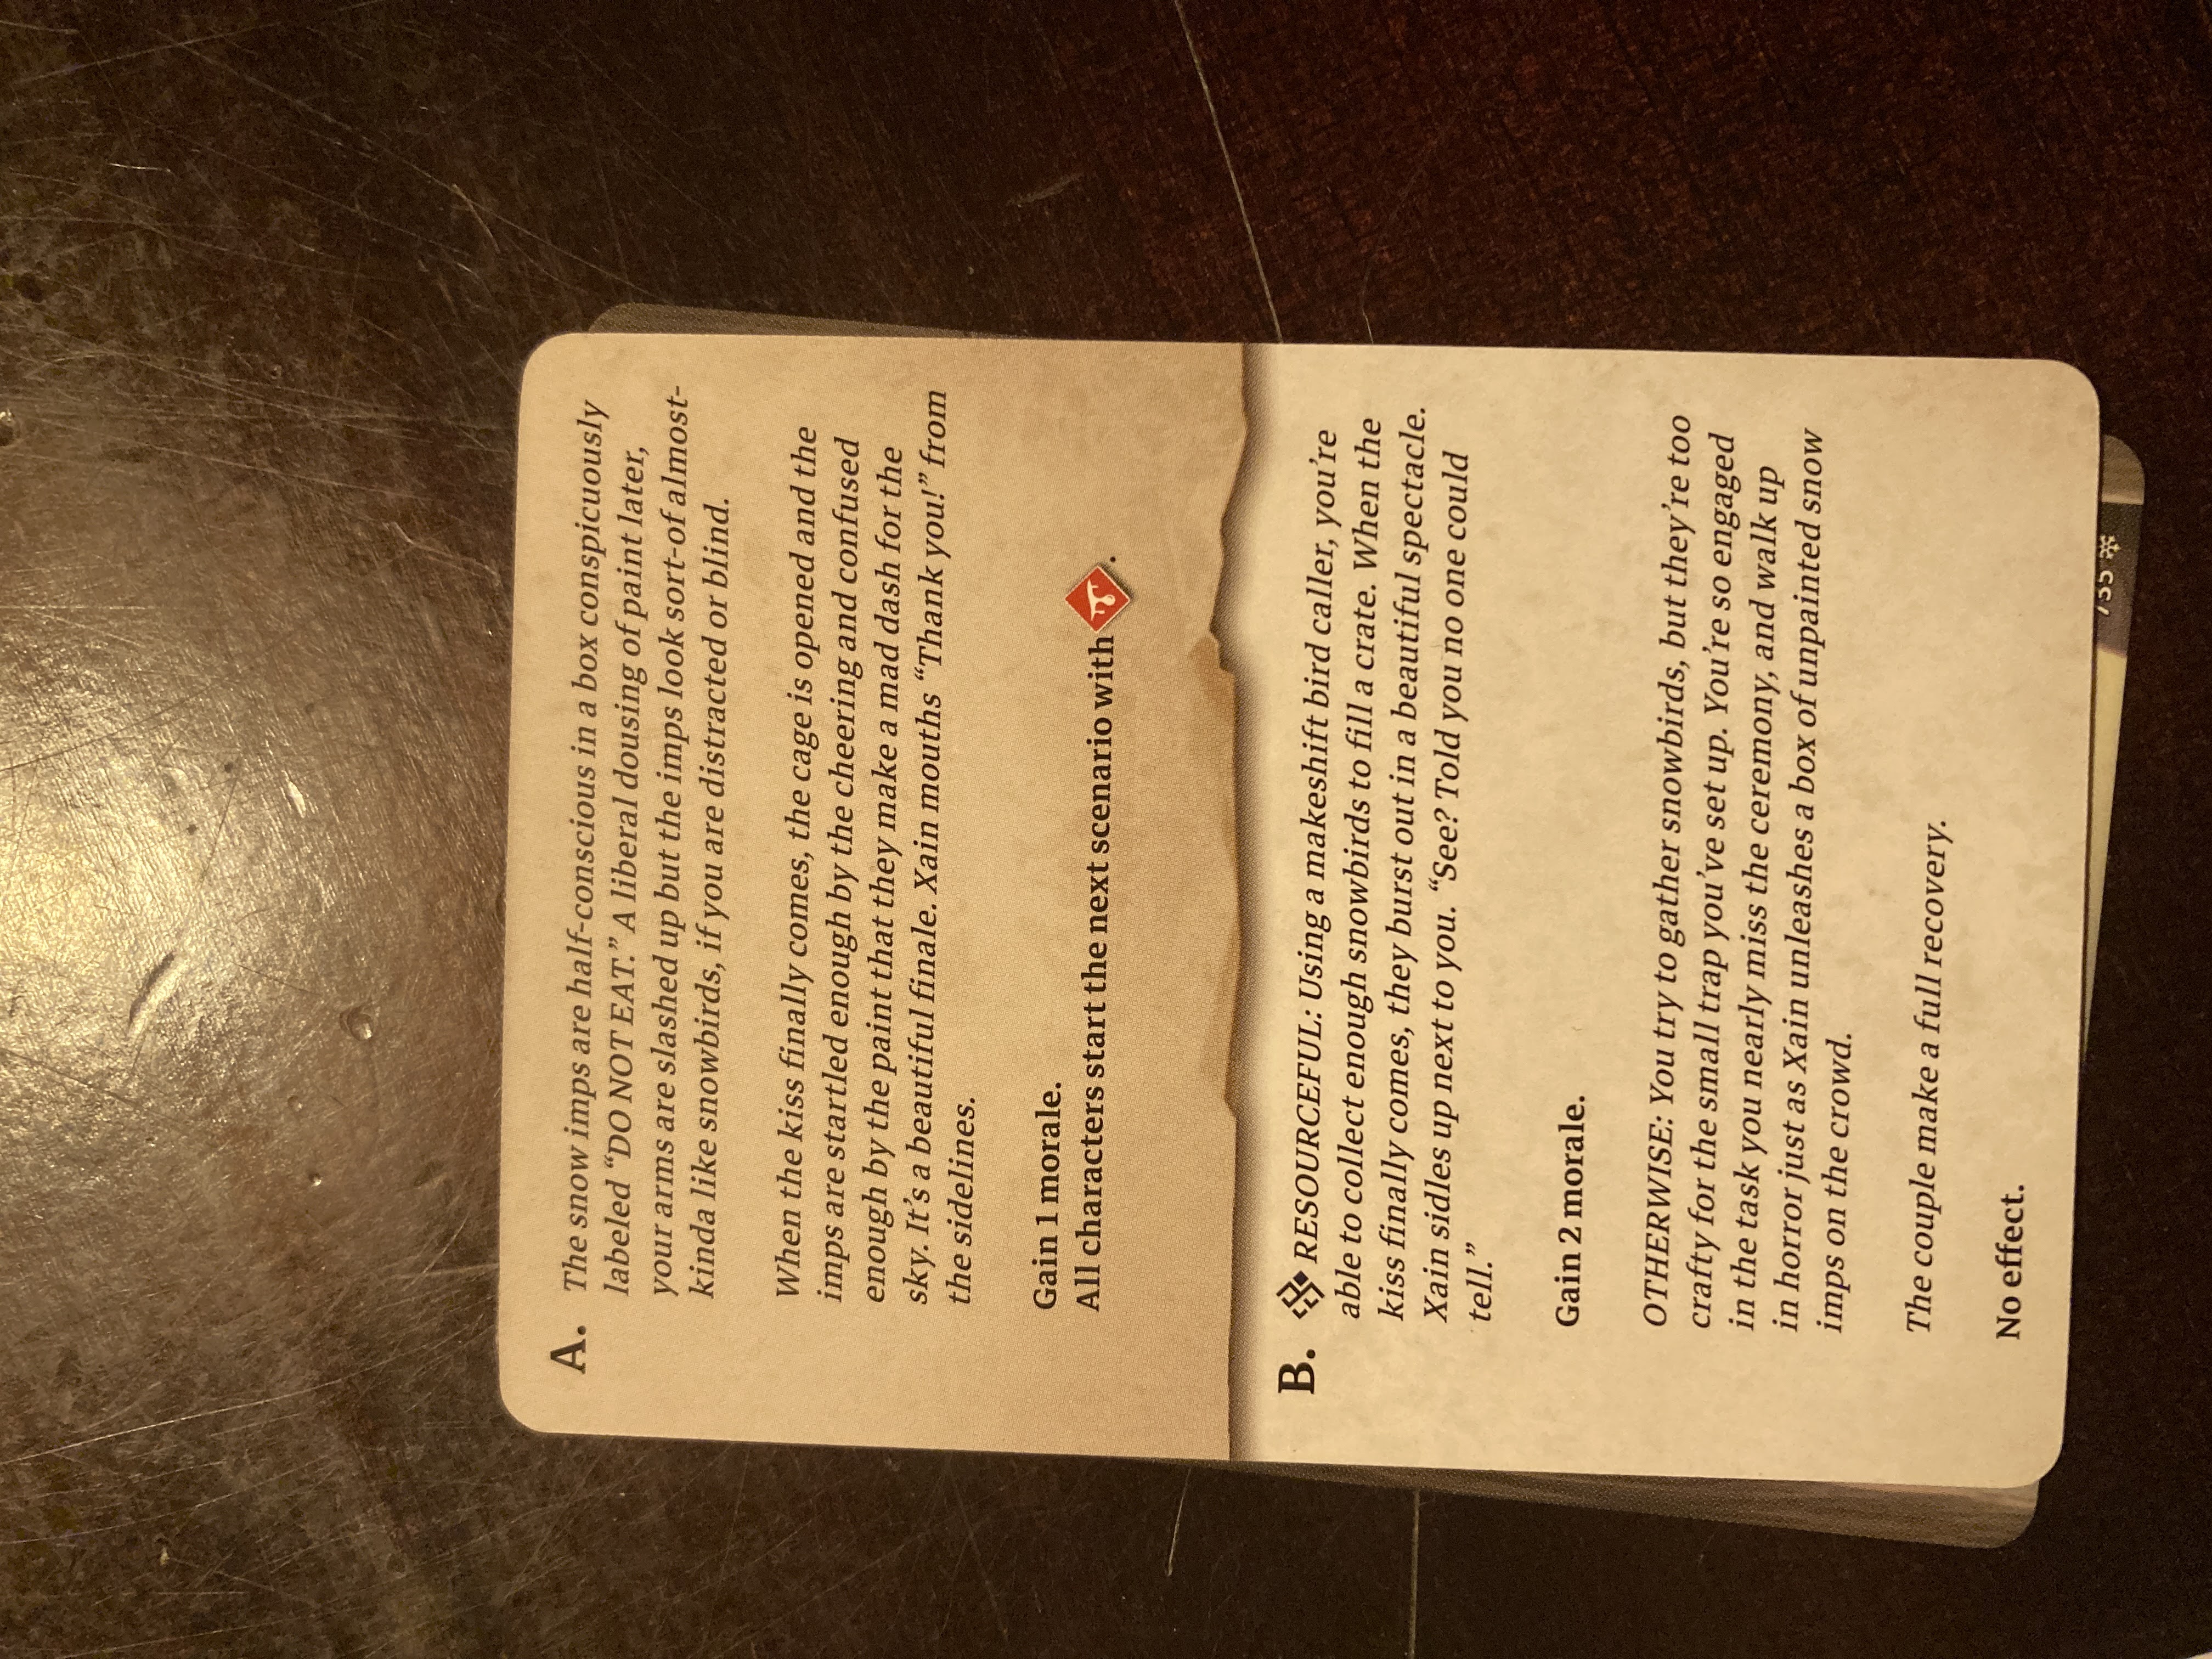 A. The snow imps are half-conscious in a box conspicuously
labeled “DO NOT EAT.” A liberal dousing of paint later,
your arms are slashed up but the imps look sort-of almost-
kinda like snowbirds, if you are distracted or blind.
When the kiss finally comes, the cage is opened and the
imps are startled enough by the cheering and confused
enough by the paint that they make a mad dash for the
sky. It’s a beautiful finale. Xain mouths “Thank you!” from
the sidelines.
Gain 1 morale.
All characters start the next scenario with .
B. RESOURCEFUL: Using a makeshift bird caller, you’re
able to collect enough snowbirds to fill a crate. When the
kiss finally comes, they burst out in a beautiful spectacle.
Xain sidles up next to you. “See? Told you no one could
tell.”
Gain 2 morale.
OTHERWISE: You try to gather snowbirds, but they’re too
crafty for the small trap you’ve set up. You’re so engaged
in the task you nearly miss the ceremony, and walk up
in horror just as Xain unleashes a box of unpainted snow
imps on the crowd.
The couple make a full recovery.
No effect.